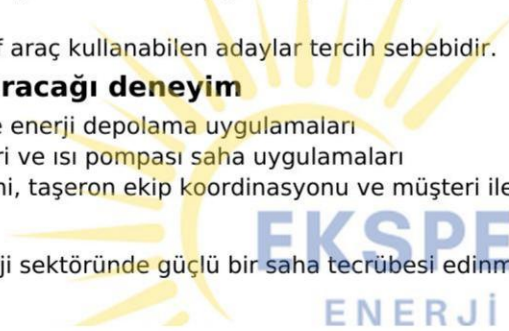 araç kullanabilen adaylar tercih sebebidir.
racağı deneyim
enerji depolama uygulamaları
ri ve ısı pompası saha uygulamaları
ni, taşeron ekip koordinasyonu ve müşteri ile
EKSPE
ji sektöründe güçlü bir saha tecrübesi edinm
ENERJİ